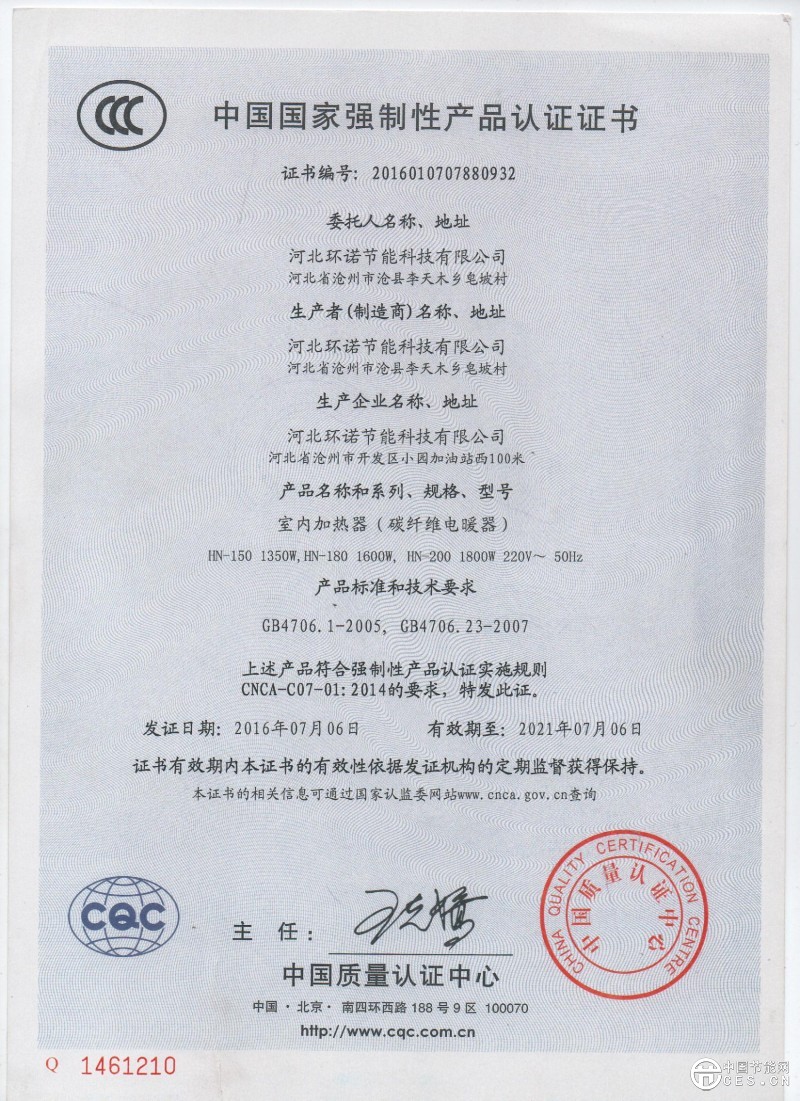 CCC
中国国家强制性产品认证证书
证书编号: 2016010707880932
委托人名称、地址
河北环诺节能科技有限公司
河北省沧州市沧县李天木乡皂坡村
生产者(制造商)名称、地址
河北环诺节能科技有限公司
河北省沧州市沧县李天木乡皂坡村
生产企业名称、地址
河北环诺节能科技有限公司
河北省沧州市开发区小园加油站西100米
产品名称和系列、规格、型号
室内加热器(碳纤维电暖器)
HN-150 1350W,HN-180 1600W, HN-200 1800W 220V～ 50Hz
产品标准和技术要求
GB4706.1-2005, GB4706.23-2007
上述产品符合强制性产品认证实施规则
CNCA-C07-01:2014的要求,特发此证。
发证日期: 2016年07月06日 有效期至: 2021年07月06日
证书有效期内本证书的有效性依据发证机构的定期监督获得保持。
本证书的相关信息可通过国家认监委网站www.cnca.gov.cn查询
CQC
主 任:
CHINA QUALITY CERTIFICATION CENTRE
中国质量认证中心
中国质量认证中心
中国·北京·南四环西路188号9区 100070
http://www.cqc.com.cn
Q 1461210
中国节能网
CES.CN